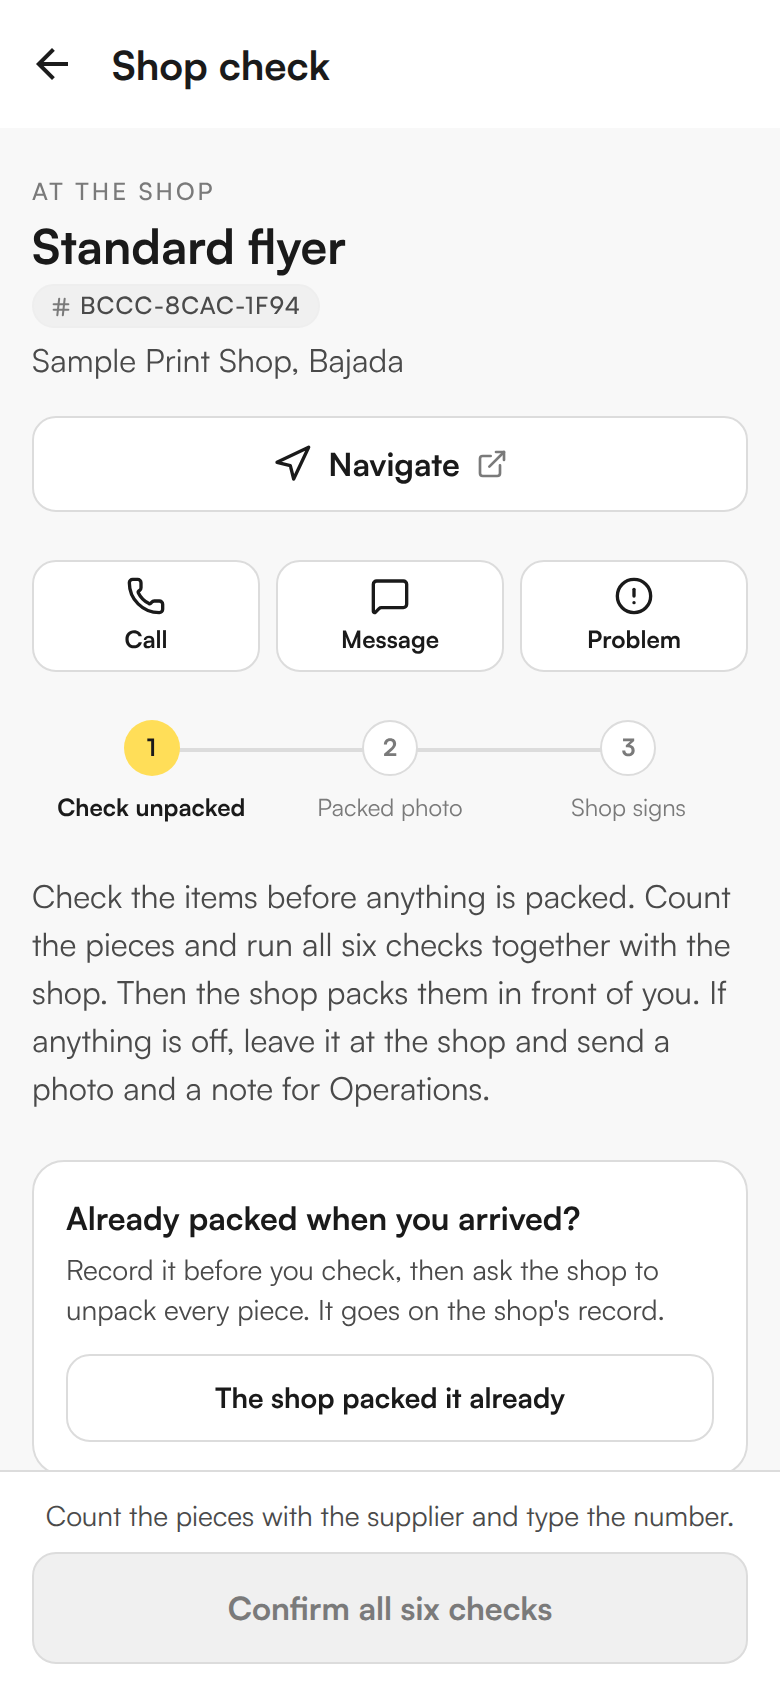 Shop check
AT THE SHOP
Standard flyer
# BCCC-8CAC-1F94
Sample Print Shop, Bajada
Navigate
Call
Message
Problem
1
2
3
Check unpacked
Packed photo
Shop signs
Check the items before anything is packed. Count
the pieces and run all six checks together with the
shop. Then the shop packs them in front of you. If
anything is off, leave it at the shop and send a
photo and a note for Operations.
Already packed when you arrived?
Record it before you check, then ask the shop to
unpack every piece. It goes on the shop's record.
The shop packed it already
Count the pieces with the supplier and type the number.
Confirm all six checks